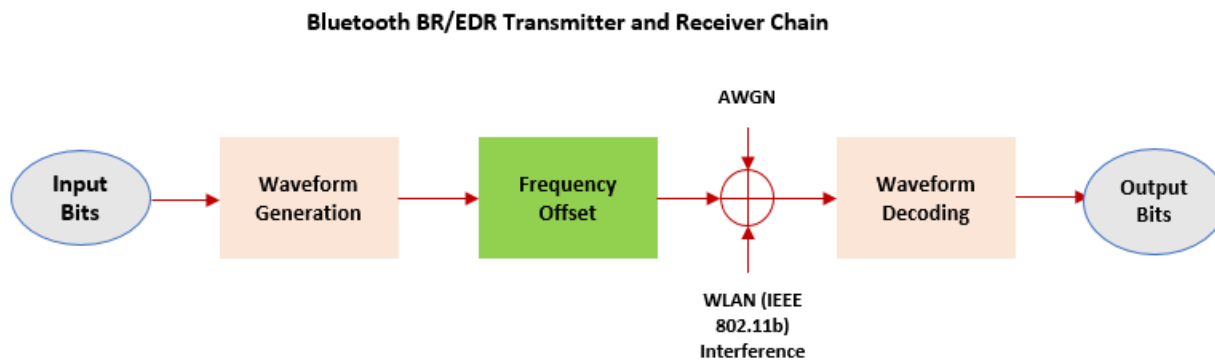 Bluetooth BR/EDR Transmitter and Receiver Chain
AWGN
Input
Bits
Waveform
Generation
Frequency
Offset
Waveform
Decoding
Output
Bits
WLAN (IEEE
802.11b)
Interference